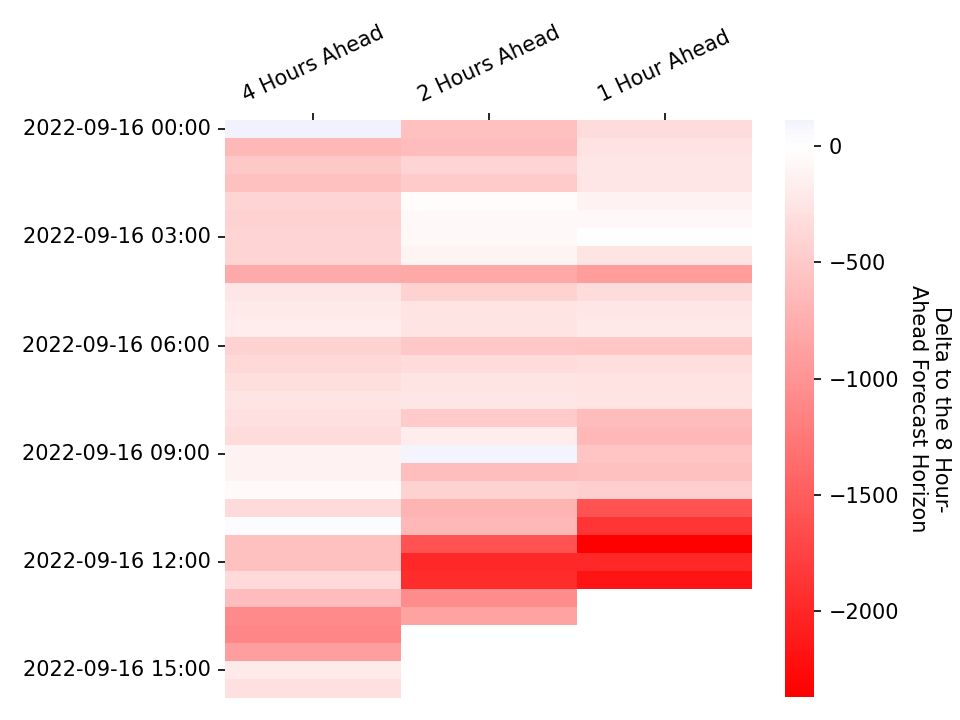 4 Hours Ahead
2 Hours Ahead
1 Hour Ahead
2022-09-16 00:00
2022-09-16 03:00
2022-09-16 06:00
2022-09-16 09:00
2022-09-16 12:00
2022-09-16 15:00
0
−500
−1000
−1500
−2000
Delta to the 8 Hour-
Ahead Forecast Horizon